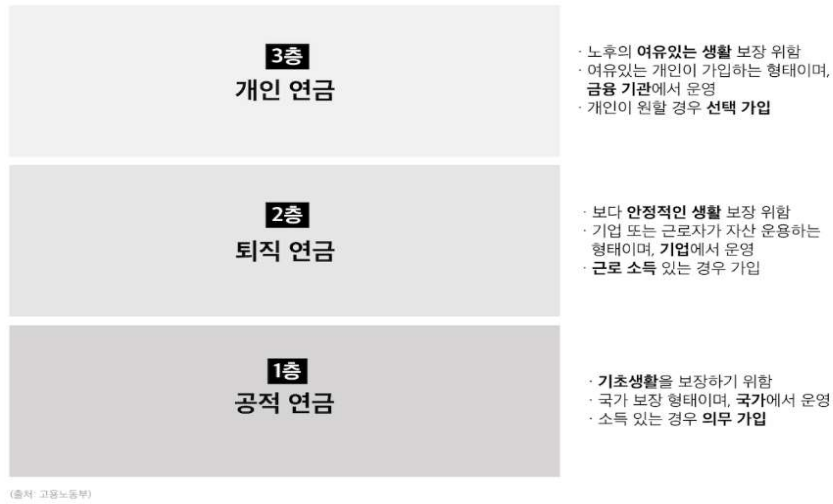 3층
개인 연금
· 노후의 여유있는 생활 보장 위함
· 여유있는 개인이 가입하는 형태이며,
금융 기관에서 운영
· 개인이 원할 경우 선택 가입
2층
퇴직 연금
· 보다 안정적인 생활 보장 위함
· 기업 또는 근로자가 자산 운용하는
형태이며, 기업에서 운영
· 근로 소득 있는 경우 가입
1층
공적 연금
· 기초생활을 보장하기 위함
· 국가 보장 형태이며, 국가에서 운영
· 소득 있는 경우 의무 가입
(출처: 고용노동부)